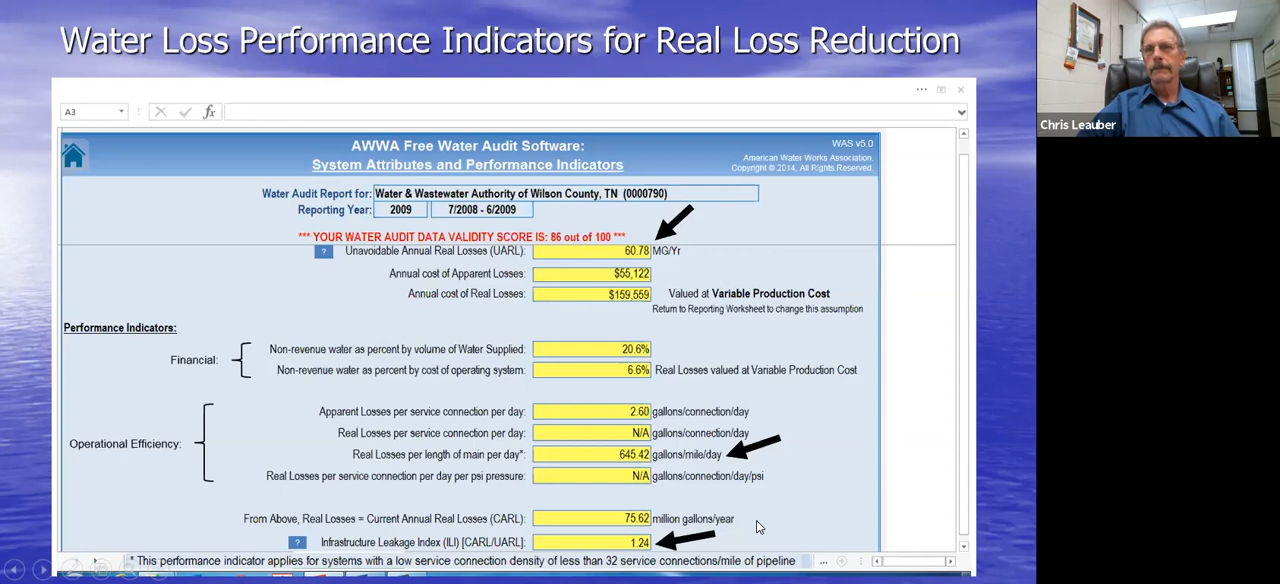 Water Loss Performance Indicators for Real Loss Reduction
Chris Leauber
A3
fx
AWWA Free Water Audit Software:
System Attributes and Performance Indicators
WAS v5.0
American Water Works Association.
Copyright © 2014, All Rights Reserved.
Water Audit Report for: Water & Wastewater Authority of Wilson County, TN (0000790)
Reporting Year: 2009 7/2008 - 6/2009
*** YOUR WATER AUDIT DATA VALIDITY SCORE IS: 86 out of 100 ***
? Unavoidable Annual Real Losses (UARL): 60.78 MG/Yr
Annual cost of Apparent Losses: $55,122
Annual cost of Real Losses: $159,559 Valued at Variable Production Cost
Return to Reporting Worksheet to change this assumption
Performance Indicators:
Financial:
Non-revenue water as percent by volume of Water Supplied: 20.6%
Non-revenue water as percent by cost of operating system: 6.6% Real Losses valued at Variable Production Cost
Operational Efficiency:
Apparent Losses per service connection per day: 2.60 gallons/connection/day
Real Losses per service connection per day: N/A gallons/connection/day
Real Losses per length of main per day*: 645.42 gallons/mile/day
Real Losses per service connection per day per psi pressure: N/A gallons/connection/day/psi
From Above, Real Losses = Current Annual Real Losses (CARL): 75.62 million gallons/year
? Infrastructure Leakage Index (ILI) [CARL/UARL]: 1.24
* This performance indicator applies for systems with a low service connection density of less than 32 service connections/mile of pipeline